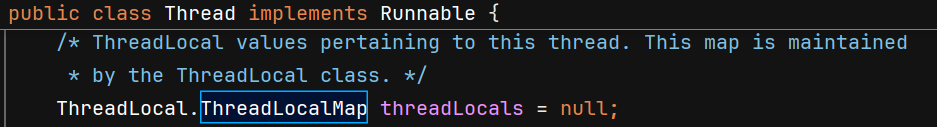 public class Thread implements Runnable {
/* ThreadLocal values pertaining to this thread. This map is maintained
* by the ThreadLocal class. */
ThreadLocal.ThreadLocalMap threadLocals = null;